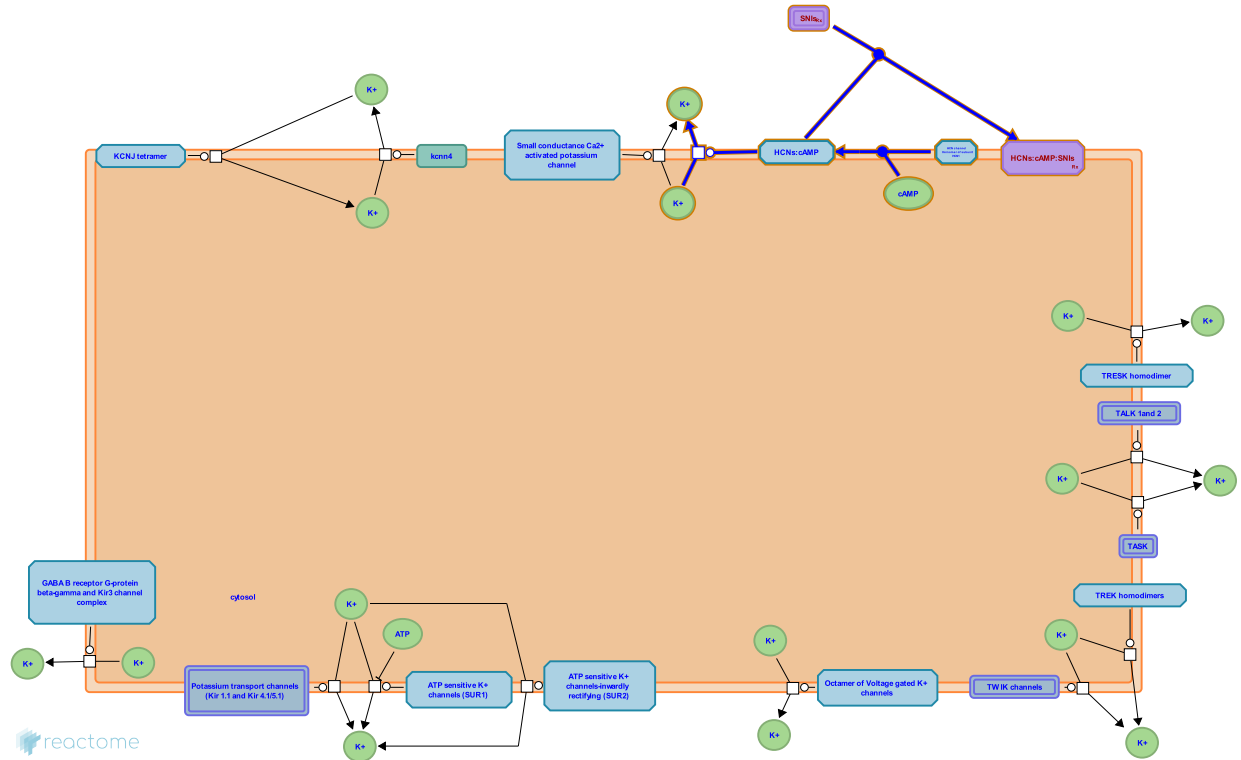 SNIs
Rx
K+
K+
KCNJ tetramer
kcnn4
Small conductance Ca2+
activated potassium
channel
HCNs:cAMP
HCNs:cAMP:SNIs
Rx
cAMP
K+
K+
K+
K+
TRESK homodimer
TALK 1and 2
K+
K+
TASK
GABA B receptor G-protein
beta-gamma and Kir3 channel
complex
cytosol
K+
ATP
TREK homodimers
K+
K+
K+
K+
Potassium transport channels
(Kir 1.1 and Kir 4.1/5.1)
ATP sensitive K+
channels (SUR1)
ATP sensitive K+
channels-inwardly
rectifying (SUR2)
Octamer of Voltage gated K+
channels
TWIK channels
K+
K+
K+
reactome